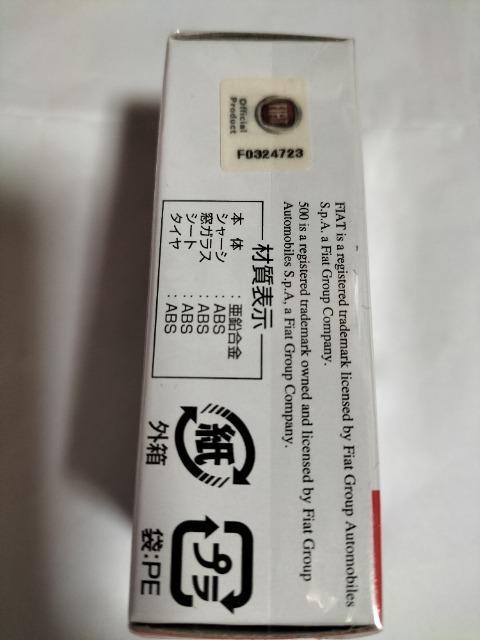 Official
Product
FIAT
F0324723
FIAT is a registered trademark licensed by Fiat Group Automobiles
S.p.A. a Fiat Group Company.
500 is a registered trademark owned and licensed by Fiat Group
Automobiles S.p.A, a Fiat Group Company.
材質表示
本体 : 亜鉛合金
シャーシ : ABS
窓ガラス : ABS
シート : ABS
タイヤ : ABS
紙
外箱
プラ
袋:PE